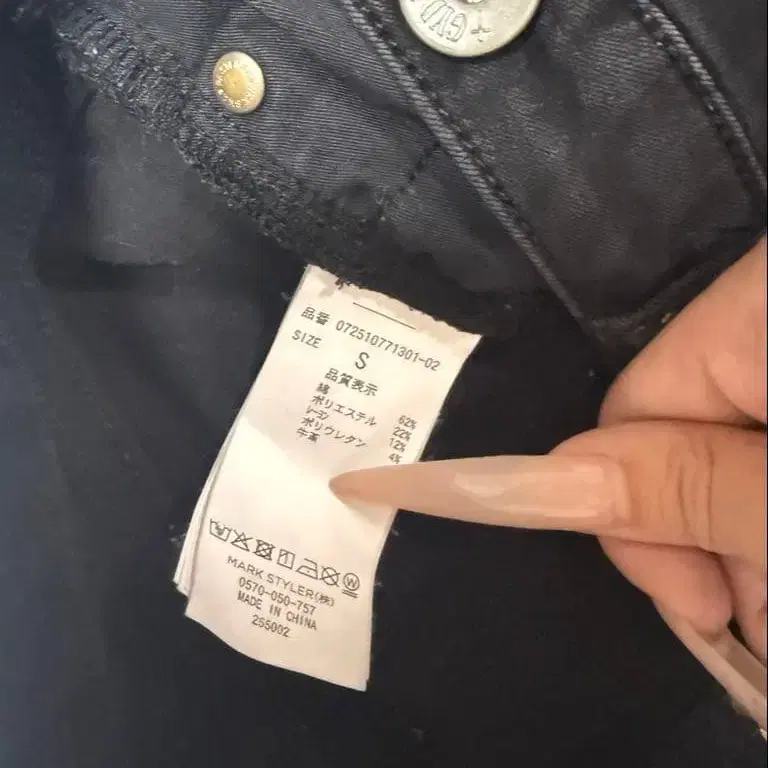 品番 072510771301-02
SIZE S
品質表示
綿 62%
ポリエステル 22%
レーヨン 12%
ポリウレタン 4%
牛革
MARK STYLER(株)
0570-050-757
MADE IN CHINA
2S5002